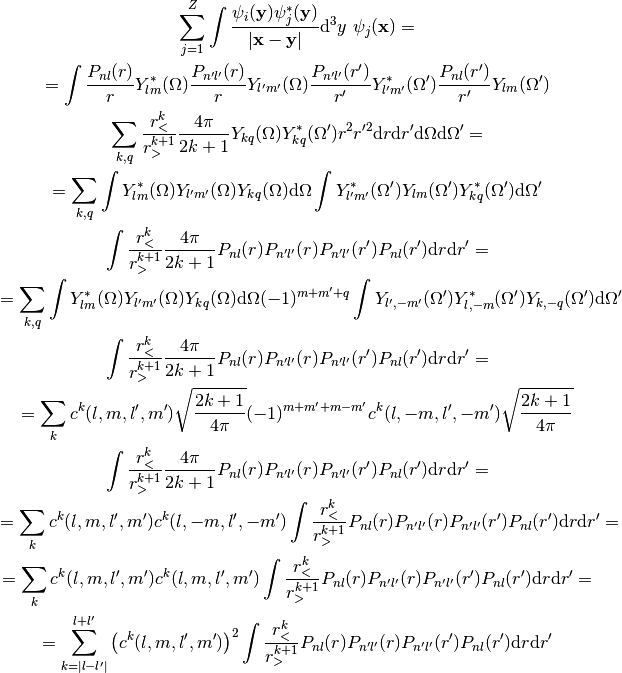 \sum_{j=1}^{Z} \int \frac{\psi_i(\mathbf{y})\psi_j^*(\mathbf{y})}{|\mathbf{x}-\mathbf{y}|} \mathrm{d}^3 y \ \psi_j(\mathbf{x}) =
= \int \frac{P_{nl}(r)}{r} Y_{lm}^*(\Omega) \frac{P_{n'l'}(r)}{r} Y_{l'm'}(\Omega) \frac{P_{n'l'}(r')}{r'} Y_{l'm'}^*(\Omega') \frac{P_{nl}(r')}{r'} Y_{lm}(\Omega')
\sum_{k,q} \frac{r_<^k}{r_>^{k+1}} \frac{4\pi}{2k+1} Y_{kq}(\Omega) Y_{kq}^*(\Omega') r^2 r'^2 \mathrm{d}r \mathrm{d}r' \mathrm{d}\Omega \mathrm{d}\Omega' =
= \sum_{k,q} \int Y_{lm}^*(\Omega) Y_{l'm'}(\Omega) Y_{kq}(\Omega) \mathrm{d}\Omega \int Y_{l'm'}^*(\Omega') Y_{lm}(\Omega') Y_{kq}^*(\Omega') \mathrm{d}\Omega'
\int \frac{r_<^k}{r_>^{k+1}} \frac{4\pi}{2k+1} P_{nl}(r) P_{n'l'}(r) P_{n'l'}(r') P_{nl}(r') \mathrm{d}r \mathrm{d}r' =
= \sum_{k,q} \int Y_{lm}^*(\Omega) Y_{l'm'}(\Omega) Y_{kq}(\Omega) \mathrm{d}\Omega (-1)^{m+m'+q} \int Y_{l',-m'}(\Omega') Y_{l,-m}^*(\Omega') Y_{k,-q}(\Omega') \mathrm{d}\Omega'
\int \frac{r_<^k}{r_>^{k+1}} \frac{4\pi}{2k+1} P_{nl}(r) P_{n'l'}(r) P_{n'l'}(r') P_{nl}(r') \mathrm{d}r \mathrm{d}r' =
= \sum_k c^k(l,m,l',m') \sqrt{\frac{2k+1}{4\pi}} (-1)^{m+m'+m-m'} c^k(l,-m,l',-m') \sqrt{\frac{2k+1}{4\pi}}
\int \frac{r_<^k}{r_>^{k+1}} \frac{4\pi}{2k+1} P_{nl}(r) P_{n'l'}(r) P_{n'l'}(r') P_{nl}(r') \mathrm{d}r \mathrm{d}r' =
= \sum_k c^k(l,m,l',m') c^k(l,-m,l',-m') \int \frac{r_<^k}{r_>^{k+1}} P_{nl}(r) P_{n'l'}(r) P_{n'l'}(r') P_{nl}(r') \mathrm{d}r \mathrm{d}r' =
= \sum_k c^k(l,m,l',m') c^k(l,m,l',m') \int \frac{r_<^k}{r_>^{k+1}} P_{nl}(r) P_{n'l'}(r) P_{n'l'}(r') P_{nl}(r') \mathrm{d}r \mathrm{d}r' =
= \sum_{k=|l-l'|}^{l+l'} \left( c^k(l,m,l',m') \right)^2 \int \frac{r_<^k}{r_>^{k+1}} P_{nl}(r) P_{n'l'}(r) P_{n'l'}(r') P_{nl}(r') \mathrm{d}r \mathrm{d}r'